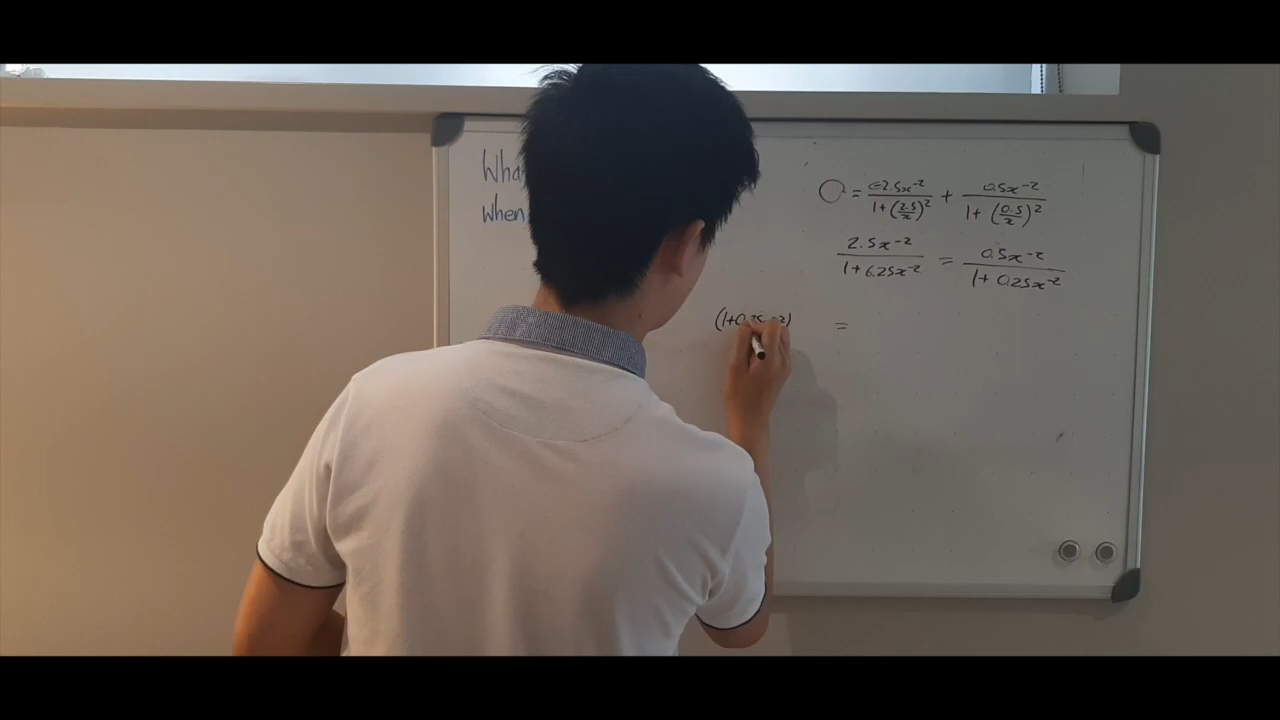 Wha
When
0 = -2.5x⁻² / 1+(2.5/x)² + 0.5x⁻² / 1+(0.5/x)²
2.5x⁻² / 1+6.25x⁻² = 0.5x⁻² / 1+0.25x⁻²
(1+0.25x⁻²) =